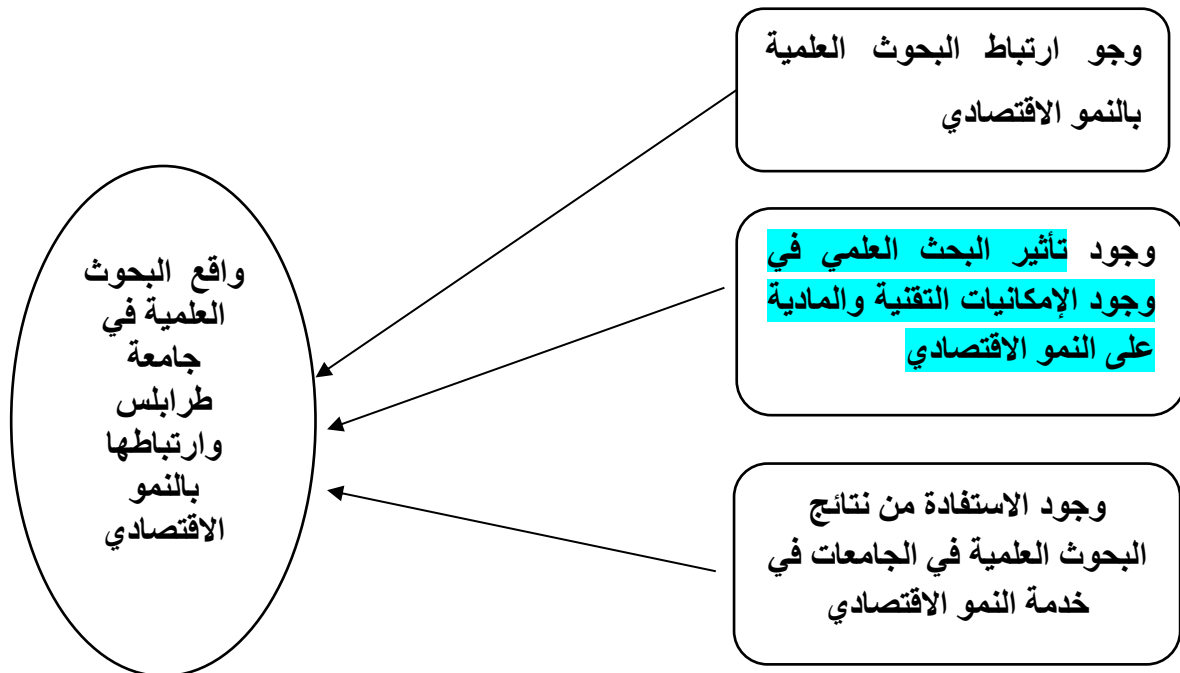 وجو ارتباط البحوث العلمية
بالنمو الاقتصادي
وجود تأثير البحث العلمي في
وجود الإمكانيات التقنية والمادية
على النمو الاقتصادي
وجود الاستفادة من نتائج
البحوث العلمية في الجامعات في
خدمة النمو الاقتصادي
واقع البحوث
العلمية في
جامعة
طرابلس
وارتباطها
بالنمو
الاقتصادي